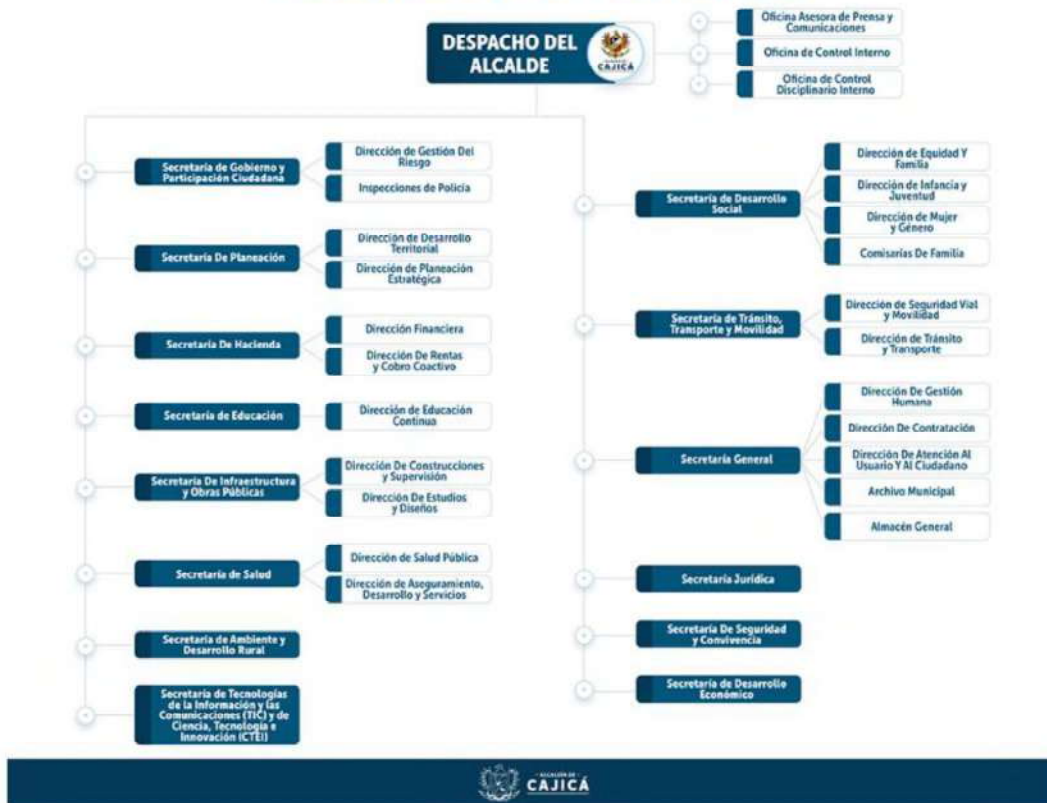 DESPACHO DEL
ALCALDE
CAJICÁ
Oficina Asesora de Prensa y
Comunicaciones
Oficina de Control Interno
Oficina de Control
Disciplinario Interno
Secretaría de Gobierno y
Participación Ciudadana
Dirección de Gestión Del
Riesgo
Inspecciones de Policía
Secretaría De Planeación
Dirección de Desarrollo
Territorial
Dirección de Planeación
Estratégica
Secretaría De Hacienda
Dirección Financiera
Dirección De Rentas
y Cobro Coactivo
Secretaría de Educación
Dirección de Educación
Continua
Secretaría De Infraestructura
y Obras Públicas
Dirección De Construcciones
y Supervisión
Dirección De Estudios
y Diseños
Secretaría de Salud
Dirección de Salud Pública
Dirección de Aseguramiento,
Desarrollo y Servicios
Secretaría de Ambiente y
Desarrollo Rural
Secretaría de Tecnologías
de la Información y las
Comunicaciones (TIC) y de
Ciencia, Tecnología e
Innovación (CTEI)
Secretaría de Desarrollo
Social
Dirección de Equidad Y
Familia
Dirección de Infancia y
Juventud
Dirección de Mujer
y Género
Comisarías De Familia
Secretaría de Tránsito,
Transporte y Movilidad
Dirección de Seguridad Vial
y Movilidad
Dirección de Tránsito
y Transporte
Secretaría General
Dirección De Gestión
Humana
Dirección De Contratación
Dirección De Atención Al
Usuario Y Al Ciudadano
Archivo Municipal
Almacén General
Secretaría Jurídica
Secretaría De Seguridad
y Convivencia
Secretaría de Desarrollo
Económico
ALCALDÍA DE
CAJICÁ